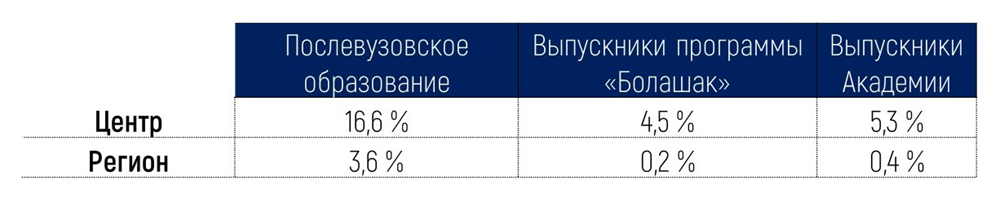 Послевузовское образование Выпускники программы «Болашак» Выпускники Академии
Центр 16,6 % 4,5 % 5,3 %
Регион 3,6 % 0,2 % 0,4 %